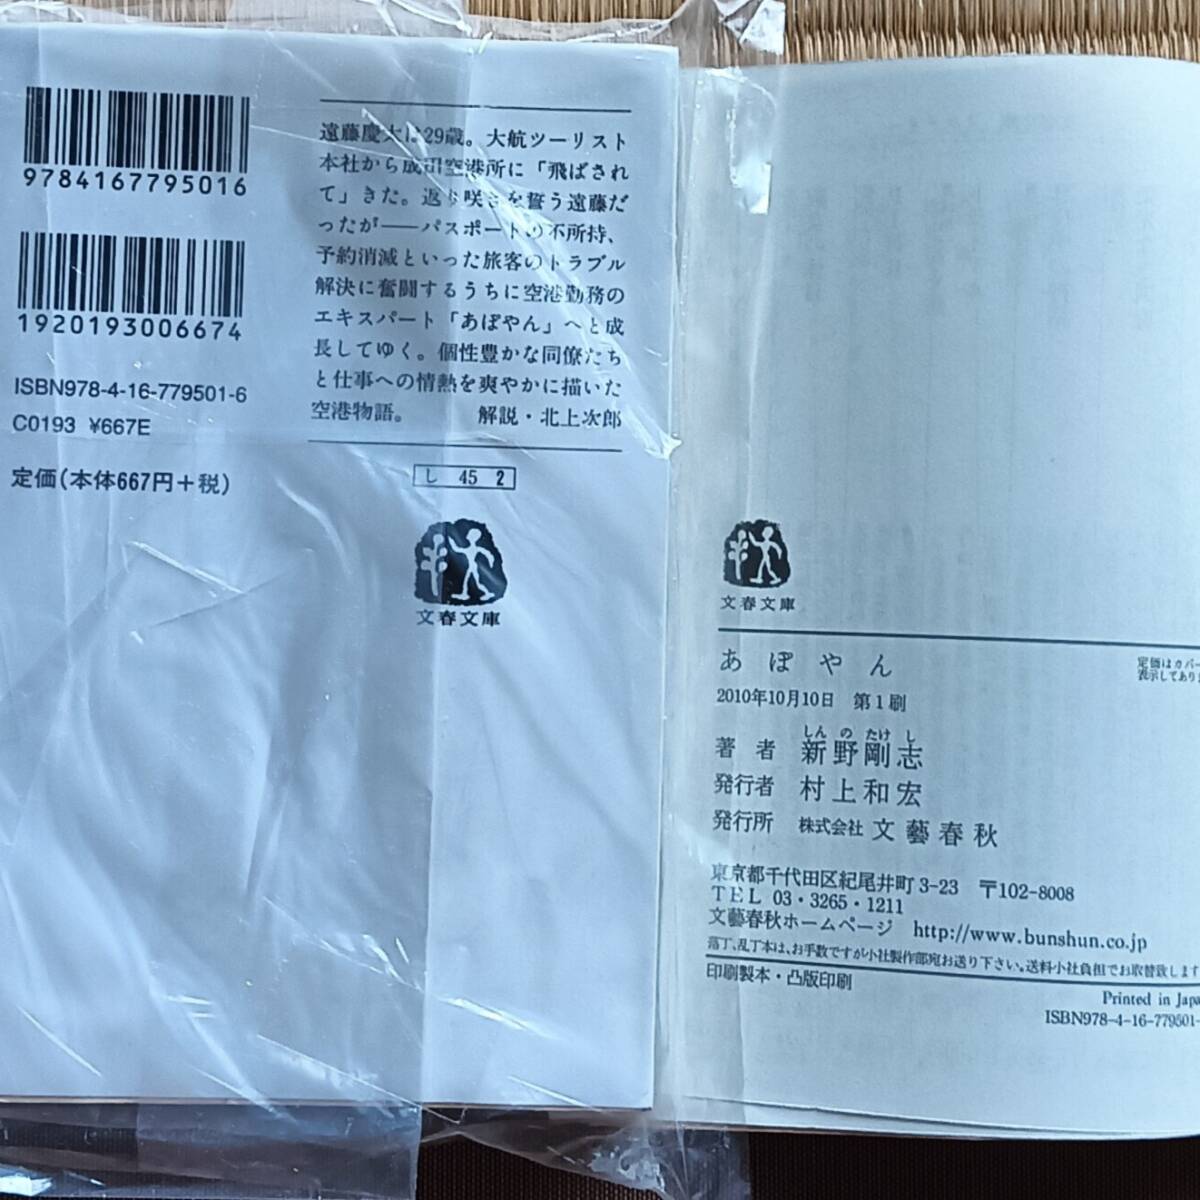 9784167795016
1920193006674
ISBN978-4-16-779501-6
C0193 ¥667E
定価(本体667円+税)
遠藤慶太は29歳。大航ツーリスト
本社から成田空港所に「飛ばされ
て」きた。返り咲きを誓う遠藤だ
ったが――パスポートの不所持、
予約消滅といった旅客のトラブル
解決に奮闘するうちに空港勤務の
エキスパート「あぽやん」へと成
長してゆく。個性豊かな同僚たち
と仕事への情熱を爽やかに描いた
空港物語。 解説・北上次郎
し 45 2
文春文庫
文春文庫
あぽやん
定価はカバー
表示してあり
2010年10月10日 第1刷
しん の たけ し
著者 新野剛志
発行者 村上和宏
発行所 株式会社 文藝春秋
東京都千代田区紀尾井町3-23 〒102-8008
TEL 03・3265・1211
文藝春秋ホームページ http://www.bunshun.co.jp
落丁、乱丁本は、お手数ですが小社製作部宛お送り下さい。送料小社負担でお取替致します
印刷製本・凸版印刷
Printed in Japa
ISBN978-4-16-779501-